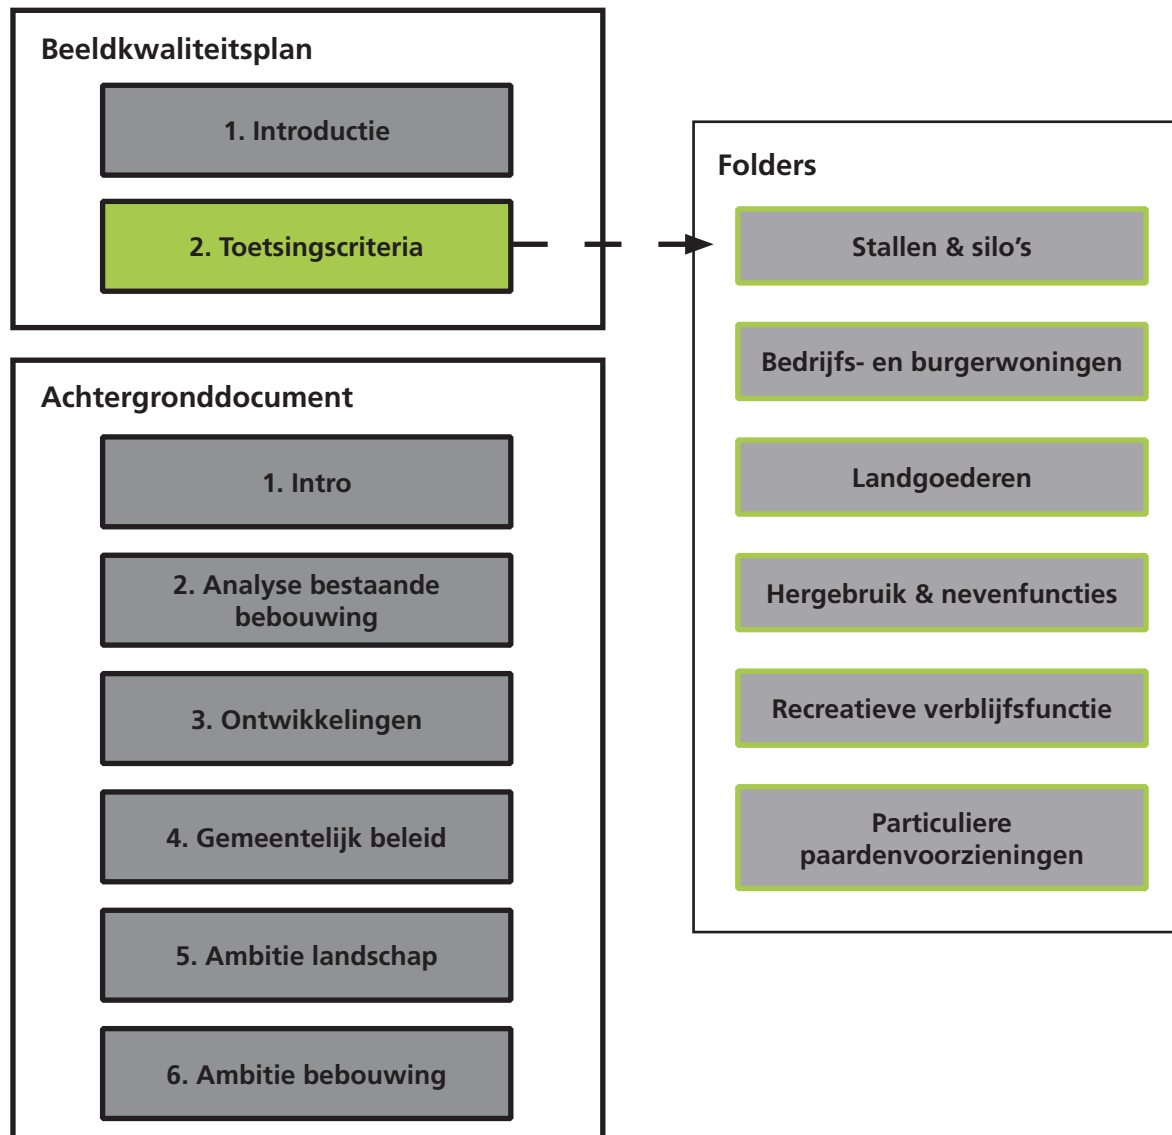 Beeldkwaliteitsplan
1. Introductie
2. Toetsingscriteria
Achtergronddocument
1. Intro
2. Analyse bestaande
bebouwing
3. Ontwikkelingen
4. Gemeentelijk beleid
5. Ambitie landschap
6. Ambitie bebouwing
Folders
Stallen & silo's
Bedrijfs- en burgerwoningen
Landgoederen
Hergebruik & nevenfuncties
Recreatieve verblijfsfunctie
Particuliere
paardenvoorzieningen